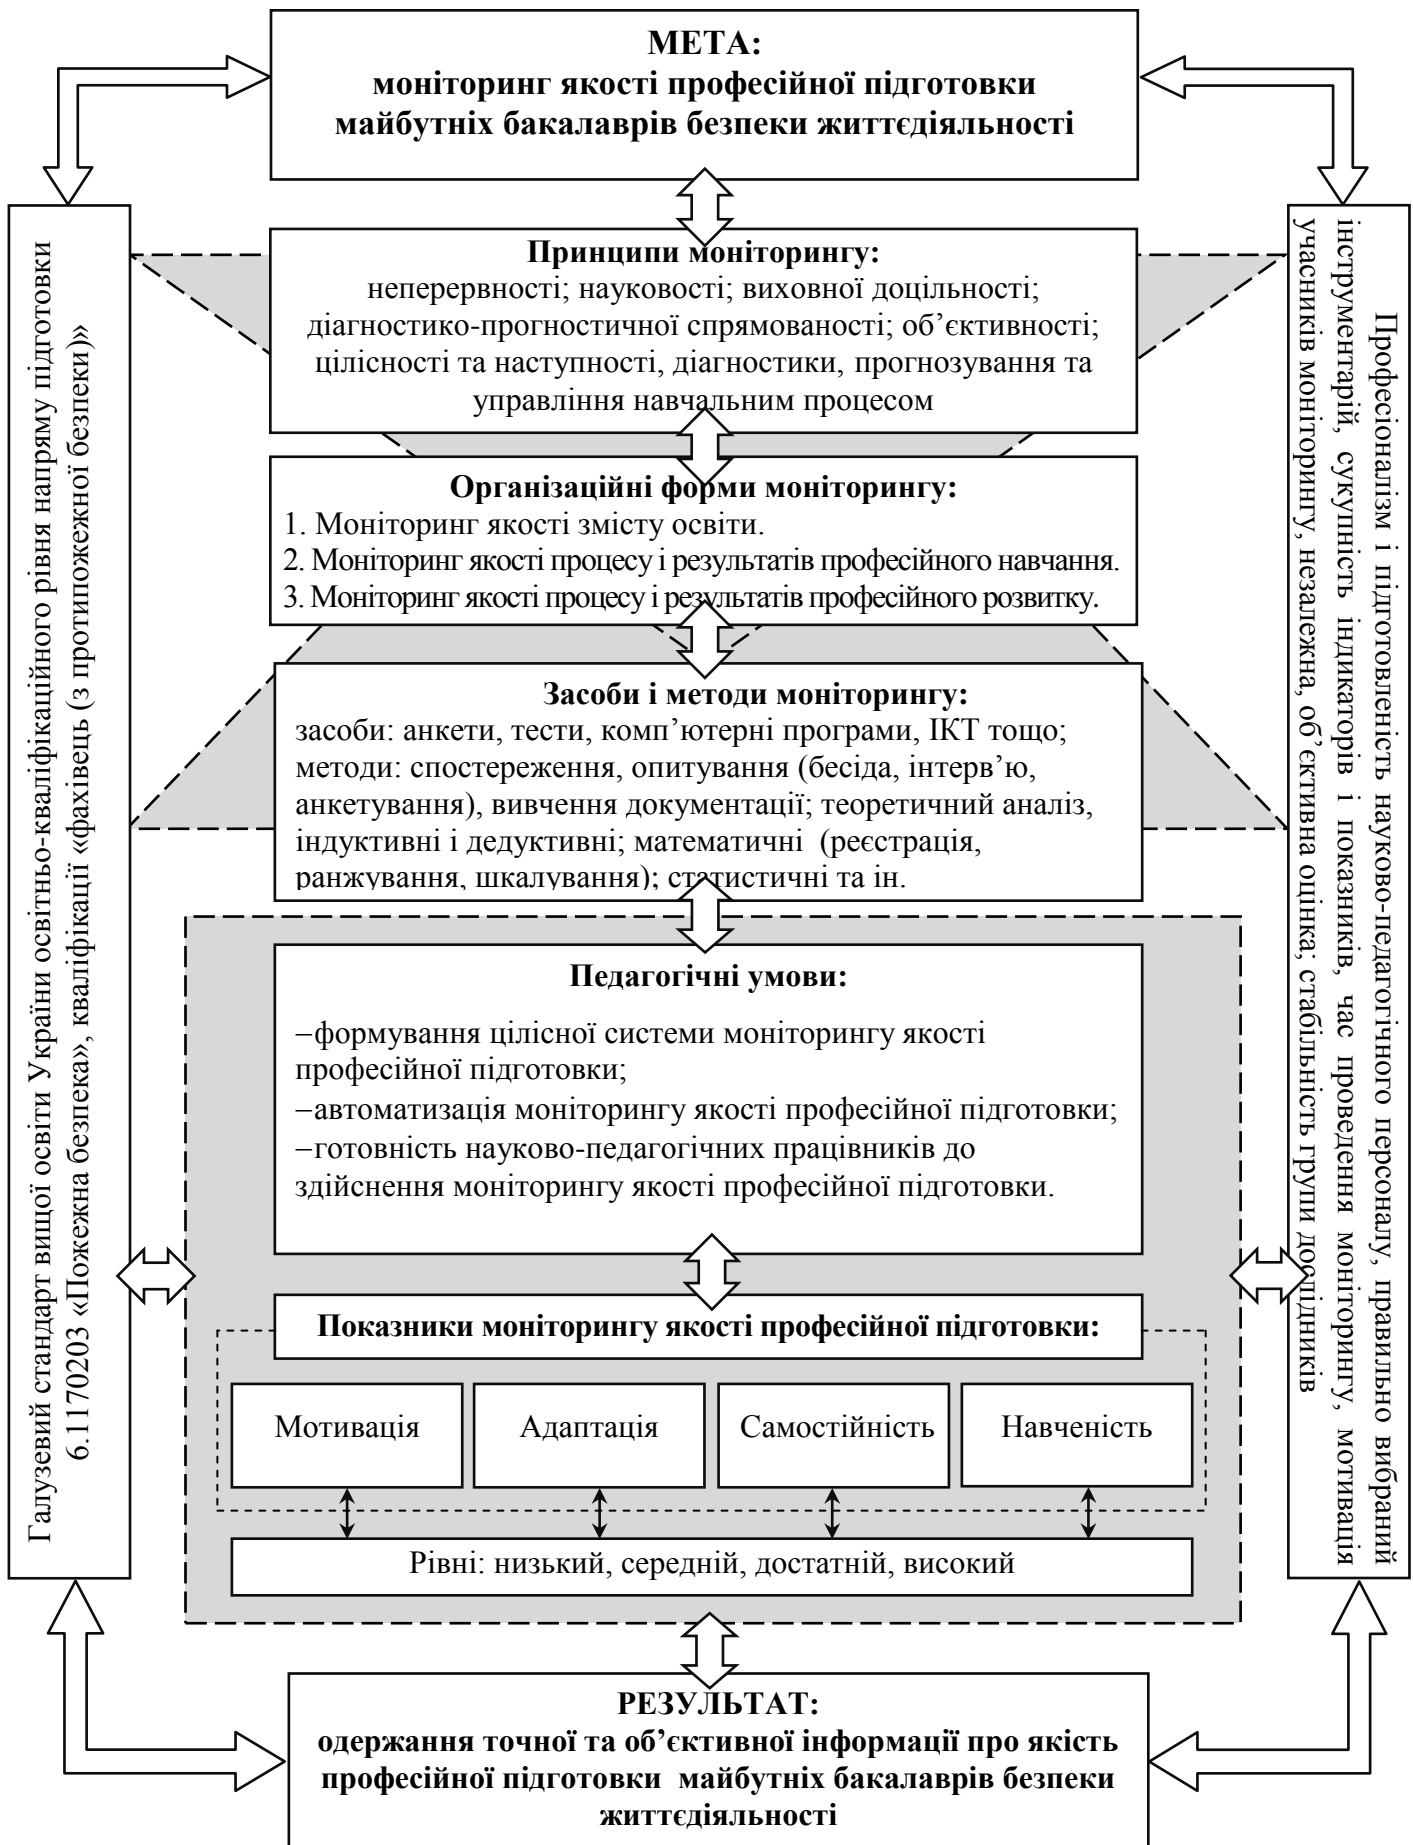 МЕТА:
моніторинг якості професійної підготовки
майбутніх бакалаврів безпеки життєдіяльності
Галузевий стандарт вищої освіти України освітньо-кваліфікаційного рівня напряму підготовки
6.1170203 «Пожежна безпека», кваліфікації «фахівець (з протипожежної безпеки)»
Принципи моніторингу:
неперервності; науковості; виховної доцільності;
діагностико-прогностичної спрямованості; об’єктивності;
цілісності та наступності, діагностики, прогнозування та
управління навчальним процесом
Організаційні форми моніторингу:
1. Моніторинг якості змісту освіти.
2. Моніторинг якості процесу і результатів професійного навчання.
3. Моніторинг якості процесу і результатів професійного розвитку.
Засоби і методи моніторингу:
засоби: анкети, тести, комп’ютерні програми, ІКТ тощо;
методи: спостереження, опитування (бесіда, інтерв’ю,
анкетування), вивчення документації; теоретичний аналіз,
індуктивні і дедуктивні; математичні (реєстрація,
ранжування, шкалування); статистичні та ін.
Педагогічні умови:
–формування цілісної системи моніторингу якості
професійної підготовки;
–автоматизація моніторингу якості професійної підготовки;
–готовність науково-педагогічних працівників до
здійснення моніторингу якості професійної підготовки.
Показники моніторингу якості професійної підготовки:
Мотивація
Адаптація
Самостійність
Навченість
Рівні: низький, середній, достатній, високий
Професіоналізм і підготовленість науково-педагогічного персоналу, правильно вибраний
інструментарій, сукупність індикаторів і показників, час проведення моніторингу, мотивація
учасників моніторингу, незалежна, об’єктивна оцінка; стабільність групи дослідників
РЕЗУЛЬТАТ:
одержання точної та об’єктивної інформації про якість
професійної підготовки майбутніх бакалаврів безпеки
життєдіяльності